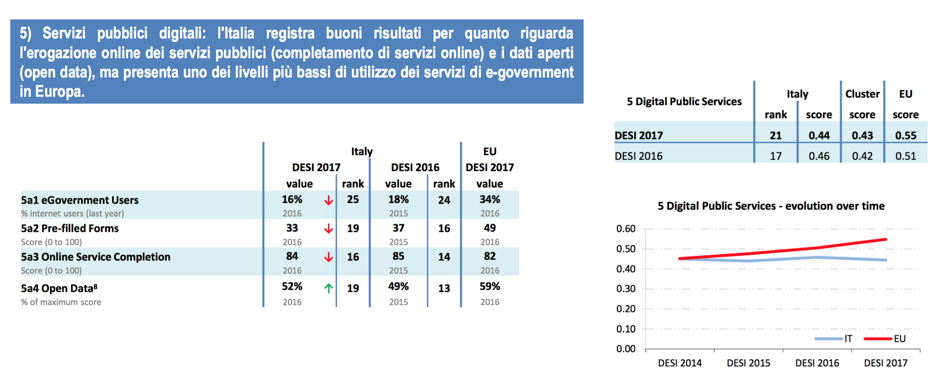 5) Servizi pubblici digitali: l'Italia registra buoni risultati per quanto riguarda
l'erogazione online dei servizi pubblici (completamento di servizi online) e i dati aperti
(open data), ma presenta uno dei livelli più bassi di utilizzo dei servizi di e-government
in Europa.
Italy EU
DESI 2017 DESI 2016 DESI 2017
value rank value rank value
5a1 eGovernment Users 16% ↓ 25 18% 24 34%
% internet users (last year) 2016 2015 2016
5a2 Pre-filled Forms 33 ↓ 19 37 16 49
Score (0 to 100) 2016 2015 2016
5a3 Online Service Completion 84 ↓ 16 85 14 82
Score (0 to 100) 2016 2015 2016
5a4 Open Data⁸ 52% ↑ 19 49% 13 59%
% of maximum score 2016 2015 2016
5 Digital Public Services Italy Cluster EU
rank score score score
DESI 2017 21 0.44 0.43 0.55
DESI 2016 17 0.46 0.42 0.51
5 Digital Public Services - evolution over time
0.60
0.50
0.40
0.30
0.20
0.10
0.00
IT EU
DESI 2014 DESI 2015 DESI 2016 DESI 2017